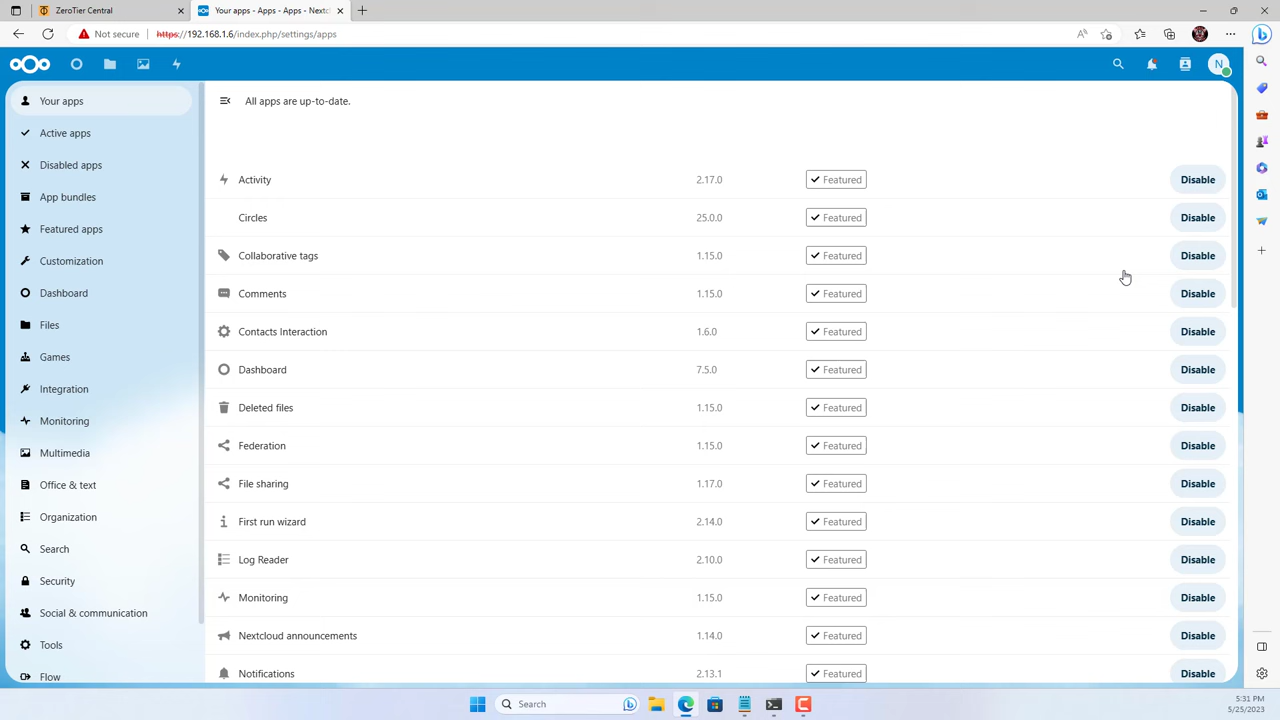 ZeroTier Central
Your apps - Apps - Apps - Nextc
Not secure
https://192.168.1.6/index.php/settings/apps
N
Your apps
Active apps
Disabled apps
App bundles
Featured apps
Customization
Dashboard
Files
Games
Integration
Monitoring
Multimedia
Office & text
Organization
Search
Security
Social & communication
Tools
Flow
All apps are up-to-date.
Activity 2.17.0 Featured Disable
Circles 25.0.0 Featured Disable
Collaborative tags 1.15.0 Featured Disable
Comments 1.15.0 Featured Disable
Contacts Interaction 1.6.0 Featured Disable
Dashboard 7.5.0 Featured Disable
Deleted files 1.15.0 Featured Disable
Federation 1.15.0 Featured Disable
File sharing 1.17.0 Featured Disable
First run wizard 2.14.0 Featured Disable
Log Reader 2.10.0 Featured Disable
Monitoring 1.15.0 Featured Disable
Nextcloud announcements 1.14.0 Featured Disable
Notifications 2.13.1 Featured Disable
Search
5:31 PM
5/25/2023